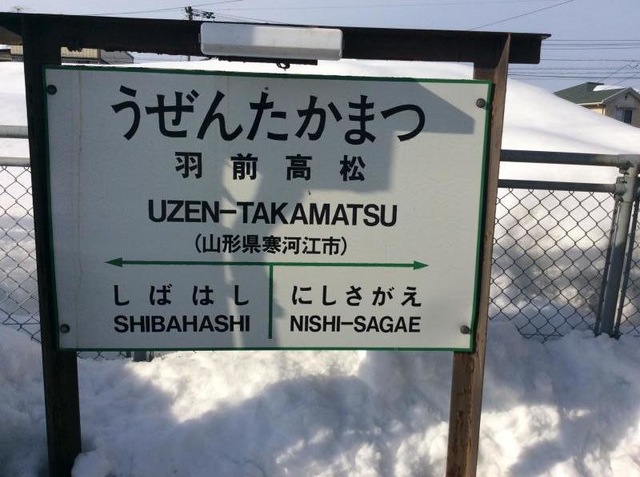 うぜんたかまつ
羽前高松
UZEN-TAKAMATSU
(山形県寒河江市)
しばはし にしさがえ
SHIBAHASHI NISHI-SAGAE